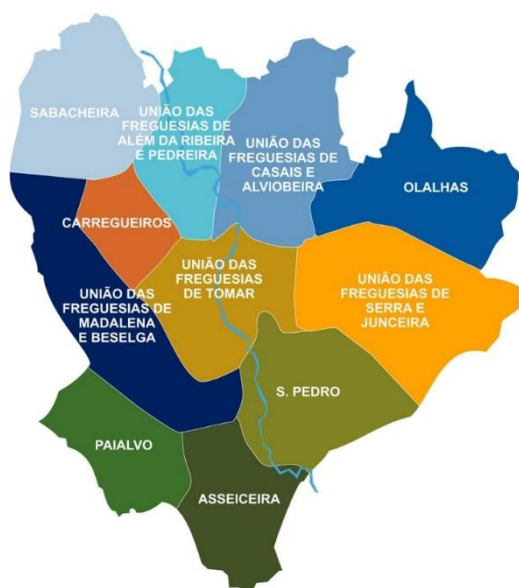 SABACHEIRA
UNIÃO DAS
FREGUESIAS DE
ALÉM DA RIBEIRA
E PEDREIRA
UNIÃO DAS
FREGUESIAS DE
CASAIS E
ALVIOBEIRA
OLALHAS
CARREGUEIROS
UNIÃO DAS
FREGUESIAS
DE TOMAR
UNIÃO DAS
FREGUESIAS DE
SERRA E
JUNCEIRA
UNIÃO DAS
FREGUESIAS DE
MADALENA
E BESELGA
S. PEDRO
PAIALVO
ASSEICEIRA